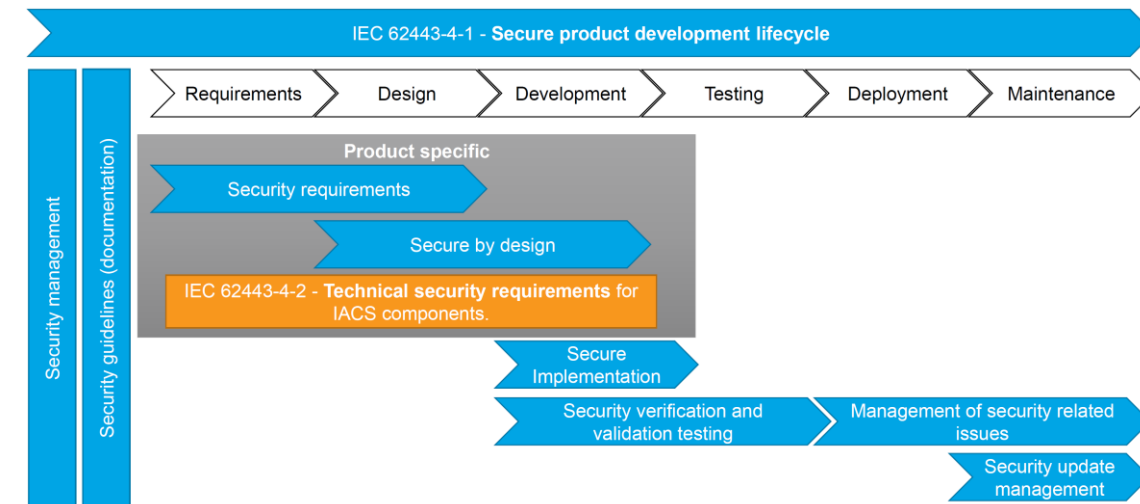 IEC 62443-4-1 - Secure product development lifecycle
Security management
Security guidelines (documentation)
Requirements
Design
Development
Testing
Deployment
Maintenance
Product specific
Security requirements
Secure by design
IEC 62443-4-2 - Technical security requirements for
IACS components.
Secure
Implementation
Security verification and
validation testing
Management of security related
issues
Security update
management